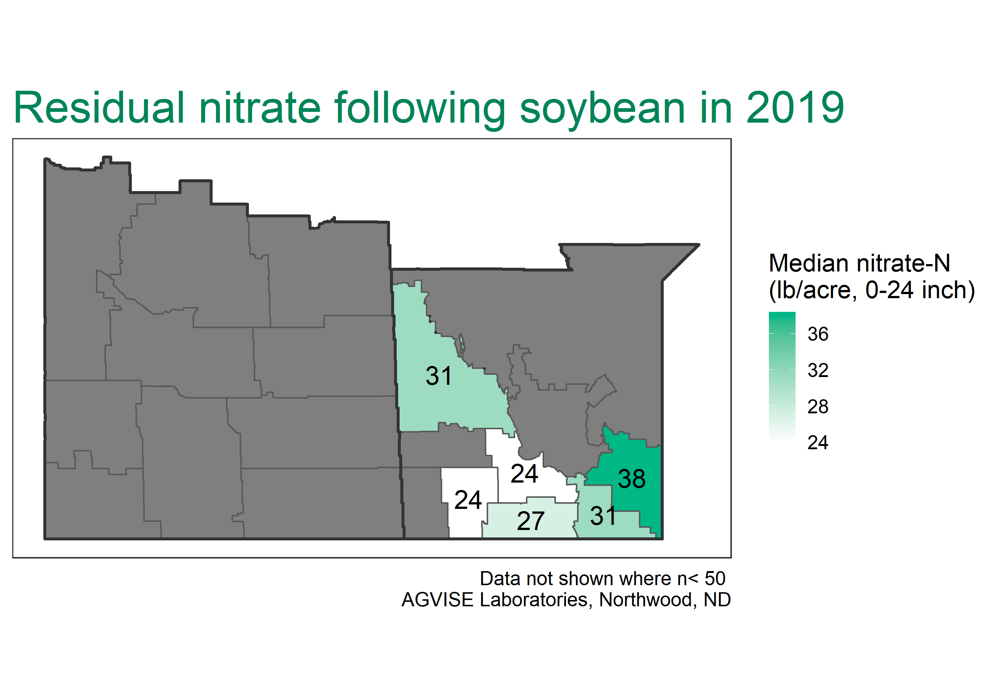 Residual nitrate following soybean in 2019
Median nitrate-N
(lb/acre, 0-24 inch)
36
32
28
24
31
24
38
24
31
27
Data not shown where n< 50
AGVISE Laboratories, Northwood, ND